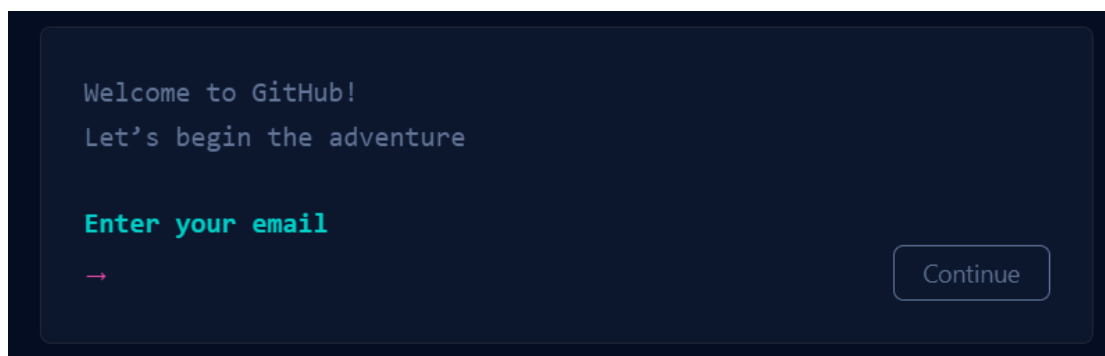 Welcome to GitHub!
Let’s begin the adventure
Enter your email
→
Continue